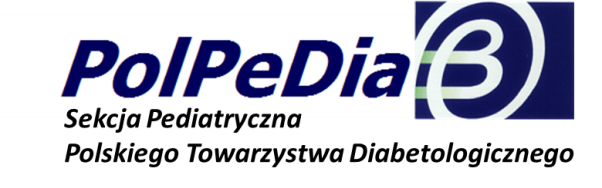 PolPeDia
Sekcja Pediatryczna
Polskiego Towarzystwa Diabetologicznego